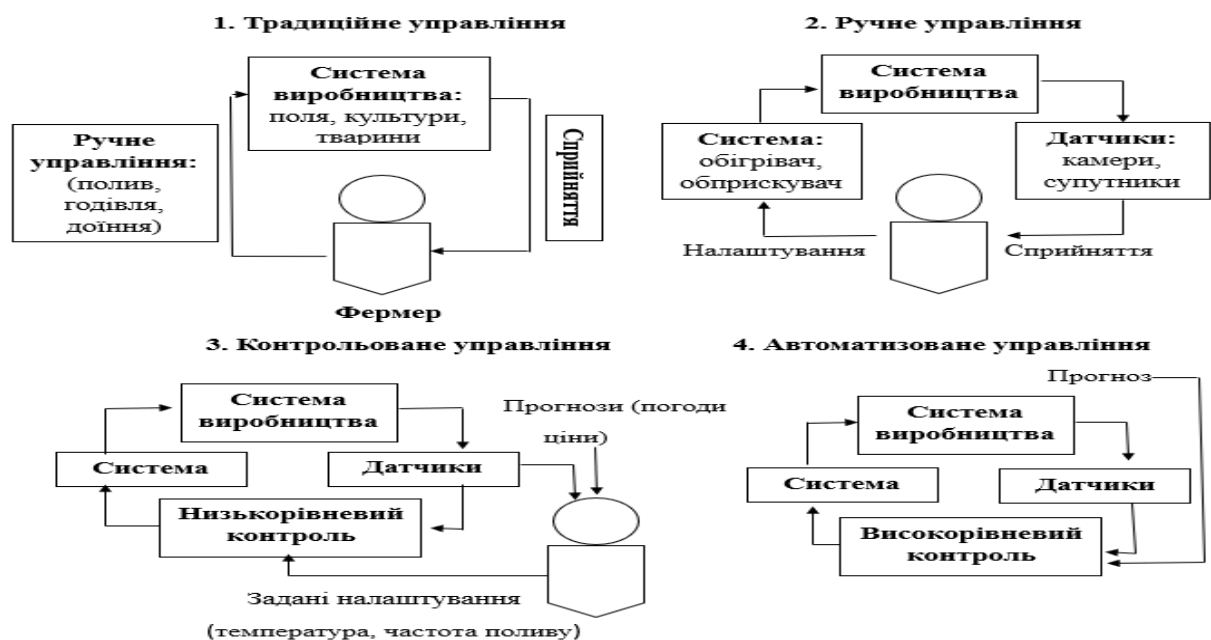 1. Традиційне управління
Система
виробництва:
поля, культури,
тварини
Ручне
управління:
(полив,
годівля,
доїння)
Сприйняття
Фермер
2. Ручне управління
Система
виробництва
Система:
обігрівач,
обприскувач
Датчики:
камери,
супутники
Налаштування
Сприйняття
3. Контрольоване управління
Система
виробництва
Прогнози (погоди
ціни)
Система
Датчики
Низькорівневий
контроль
Задані налаштування
(температура, частота поливу)
4. Автоматизоване управління
Прогноз
Система
виробництва
Система
Датчики
Високорівневий
контроль